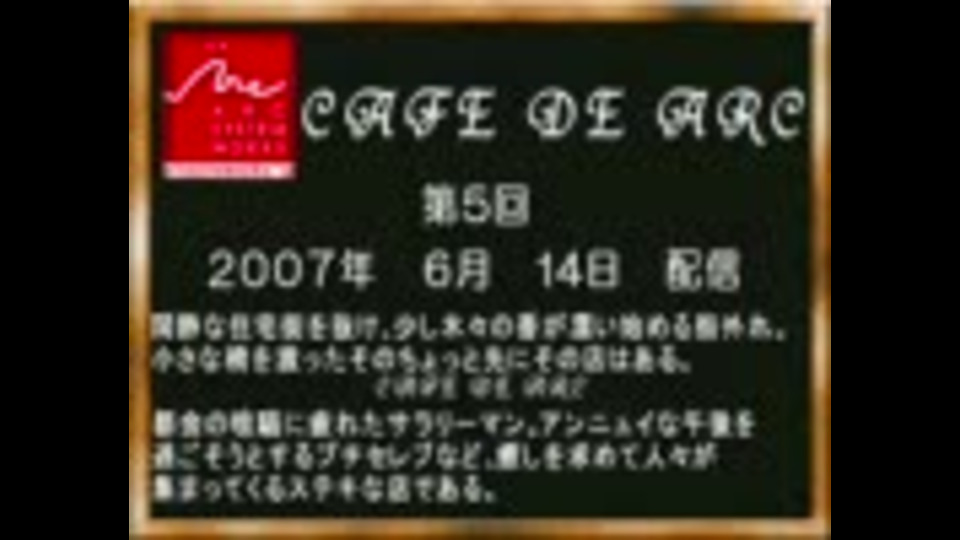 CAFE DE ARC
ARC
SYSTEM
WORKS
第5回
2007年 6月 14日 配信
閑静な住宅街を抜け、少し木々の香が漂い始める街外れ。
小さな橋を渡ったそのちょっと先にその店はある。
CAFE DE ARC
都会の喧騒に疲れたサラリーマン。アンニュイな午後を
過ごそうとするプチセレブなど、癒しを求めて人々が
集まってくるステキな店である。